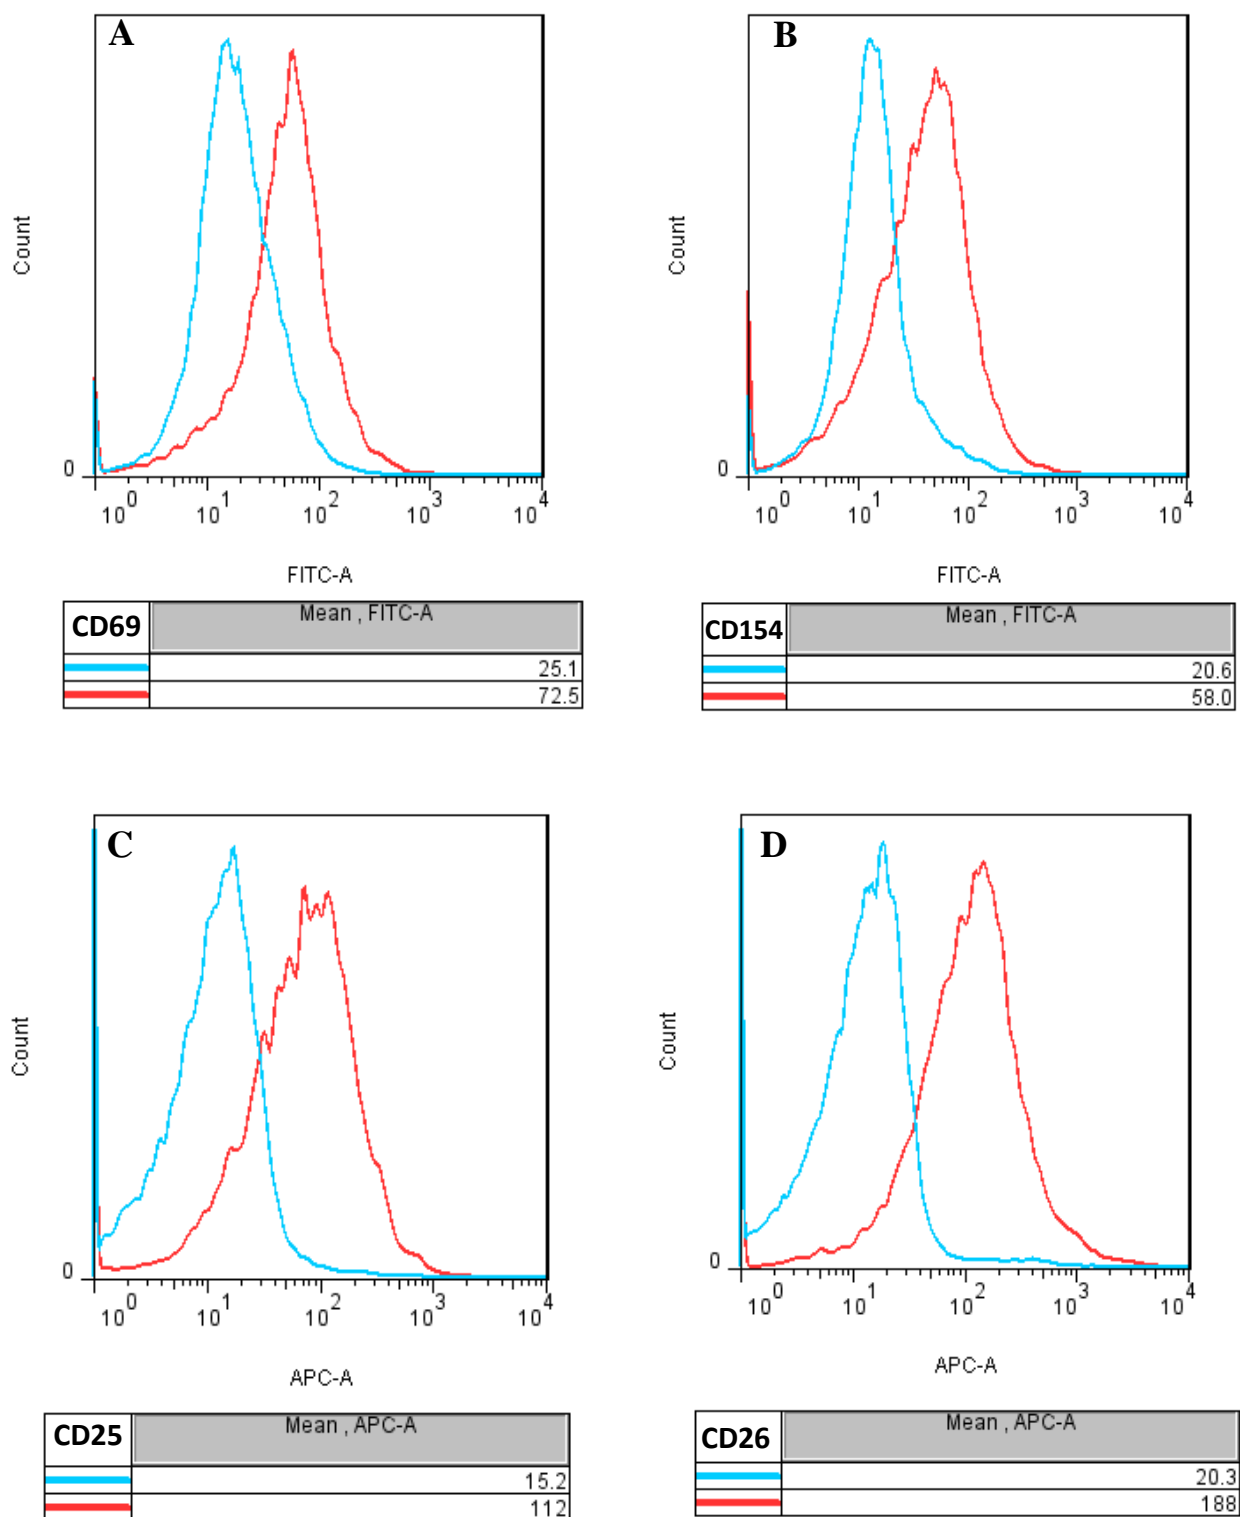 A
B
Count
Count
0
0
10^0 10^1 10^2 10^3 10^4
10^0 10^1 10^2 10^3 10^4
FITC-A
FITC-A
CD69 Mean , FITC-A
25.1
72.5
CD154 Mean , FITC-A
20.6
58.0
C
D
Count
Count
0
0
10^0 10^1 10^2 10^3 10^4
10^0 10^1 10^2 10^3 10^4
APC-A
APC-A
CD25 Mean , APC-A
15.2
112
CD26 Mean , APC-A
20.3
188